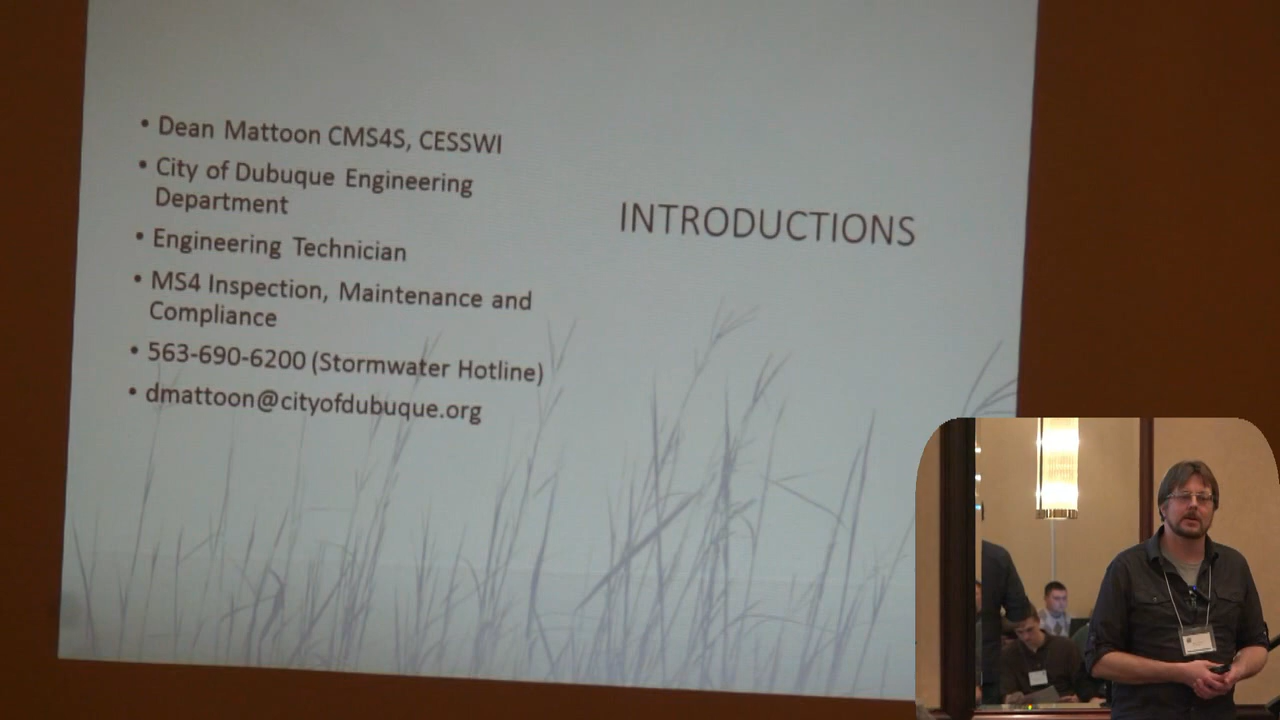 • Dean Mattoon CMS4S, CESSWI
• City of Dubuque Engineering
Department
• Engineering Technician
• MS4 Inspection, Maintenance and
Compliance
• 563-690-6200 (Stormwater Hotline)
• dmattoon@cityofdubuque.org
INTRODUCTIONS